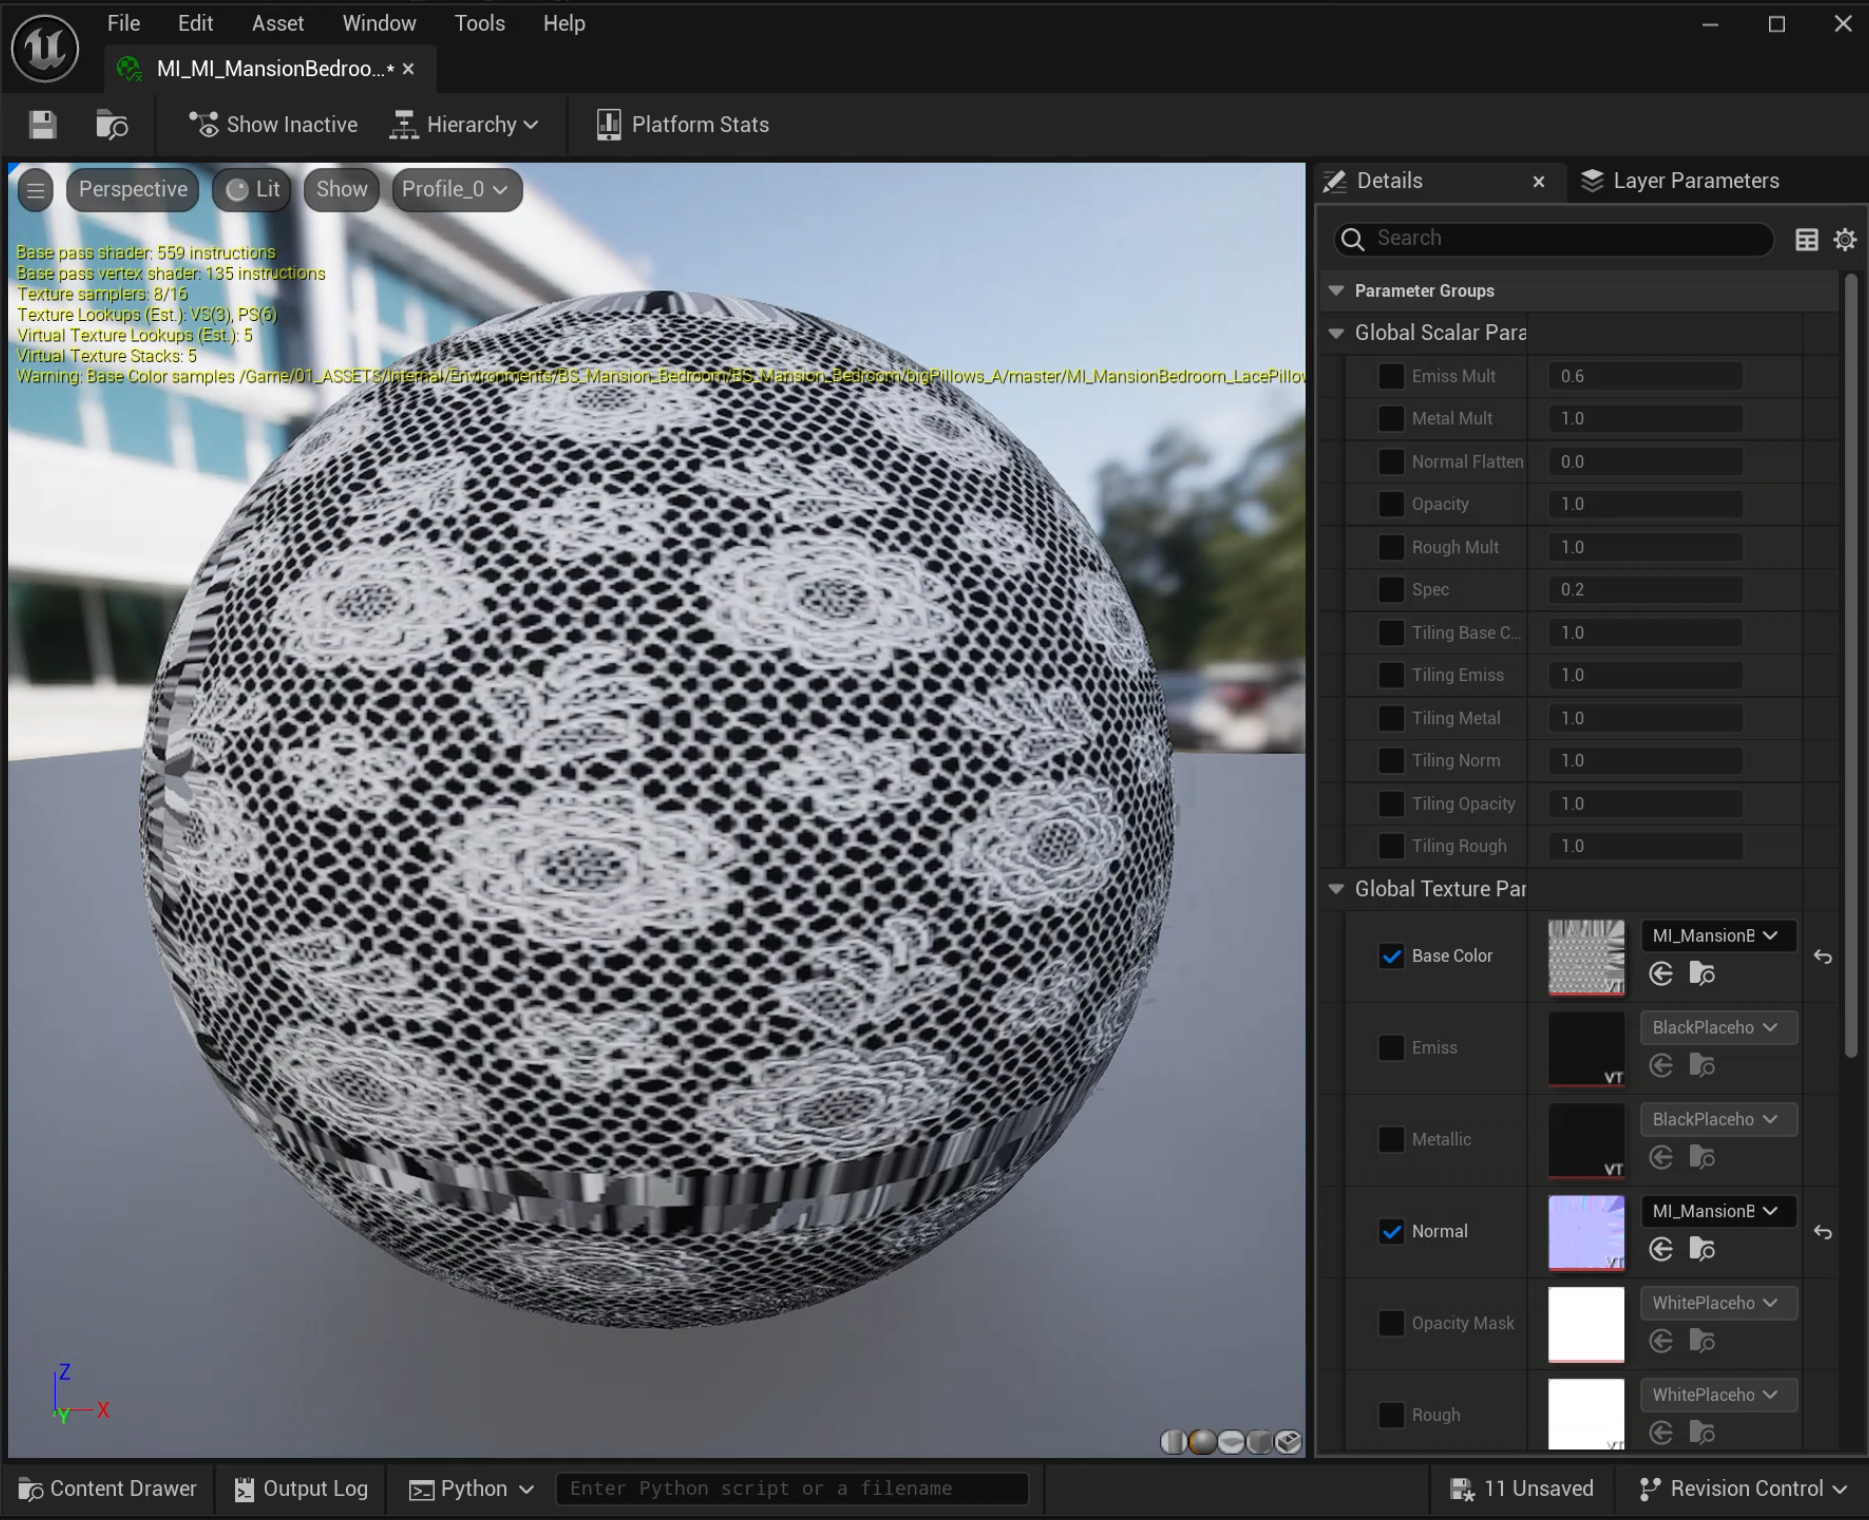 File Edit Asset Window Tools Help
MI_MI_MansionBedroo...*
Show Inactive Hierarchy Platform Stats
Perspective Lit Show Profile_0
Base pass shader: 559 instructions
Base pass vertex shader: 135 instructions
Texture samplers: 8/16
Texture Lookups (Est.): VS(3), PS(6)
Virtual Texture Lookups (Est.): 5
Virtual Texture Stacks: 5
Warning: Base Color samples /Game/01_ASSETS/Internal/Environments/BS_Mansion_Bedroom/BS_Mansion_Bedroom/bigPillows_A/master/MI_MansionBedroom_LacePillow
Z
Y X
Details Layer Parameters
Search
Parameter Groups
Global Scalar Para
Emiss Mult 0.6
Metal Mult 1.0
Normal Flatten 0.0
Opacity 1.0
Rough Mult 1.0
Spec 0.2
Tiling Base C... 1.0
Tiling Emiss 1.0
Tiling Metal 1.0
Tiling Norm 1.0
Tiling Opacity 1.0
Tiling Rough 1.0
Global Texture Par
Base Color VT MI_MansionB
Emiss VT BlackPlaceho
Metallic VT BlackPlaceho
Normal VT MI_MansionB
Opacity Mask WhitePlaceho
Rough VT WhitePlaceho
Content Drawer Output Log Python Enter Python script or a filename 11 Unsaved Revision Control